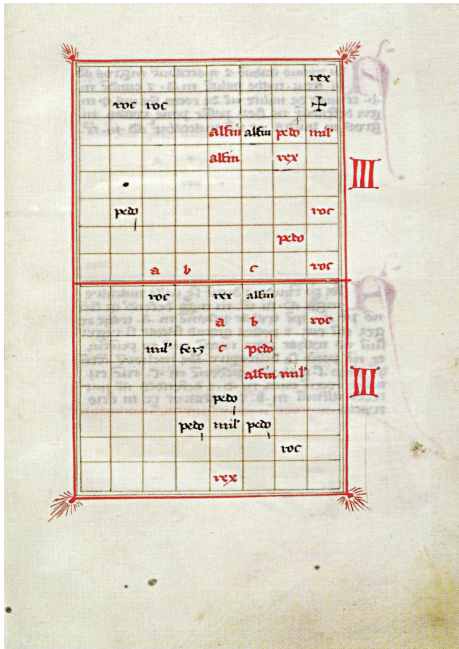 rex
roc roc
alfin alfin pedo mil'
alfin rex
III
pedo roc
pedo
a b c roc
roc rex alfin
a b roc
mil' ferz c pedo
alfin mil'
III
pedo
pedo mil' pedo
roc
rex